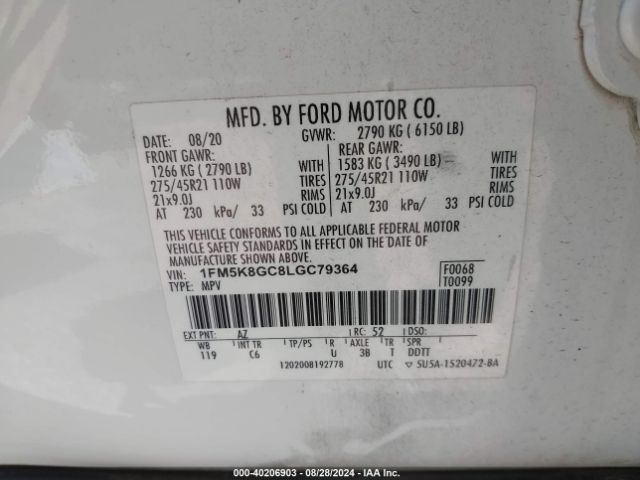 MFD. BY FORD MOTOR CO.
DATE: 08/20 GVWR: 2790 KG ( 6150 LB)
FRONT GAWR: REAR GAWR:
1266 KG ( 2790 LB) WITH 1583 KG ( 3490 LB) WITH
275/45R21 110W TIRES 275/45R21 110W TIRES
21x9.0J RIMS 21x9.0J RIMS
AT 230 kPa/ 33 PSI COLD AT 230 kPa/ 33 PSI COLD
THIS VEHICLE CONFORMS TO ALL APPLICABLE FEDERAL MOTOR
VEHICLE SAFETY STANDARDS IN EFFECT ON THE DATE OF
MANUFACTURE SHOWN ABOVE.
VIN: 1FM5K8GC8LGC79364 F0068
TYPE: MPV T0099
EXT PNT: AZ RC: 52 DSO:
WB INT TR TP/PS R AXLE TR SPR
119 C6 U 3B T DDTT
1202008192778 UTC ▽ 5U5A-1520472-BA
000-40206903 / 08/28/2024 / IAA Inc.